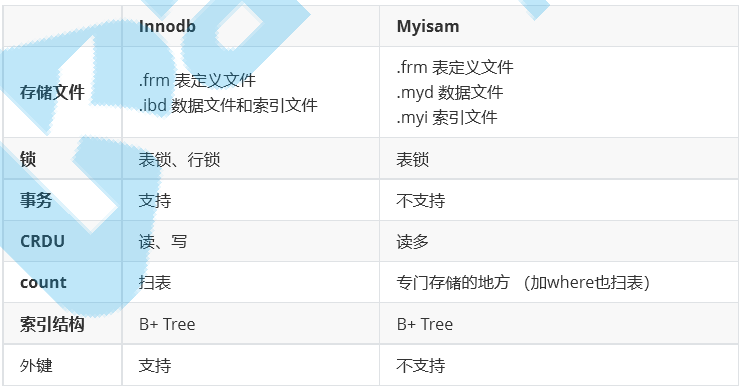 Innodb Myisam
存储文件 .frm 表定义文件 .frm 表定义文件
.ibd 数据文件和索引文件 .myd 数据文件
.myi 索引文件
锁 表锁、行锁 表锁
事务 支持 不支持
CRDU 读、写 读多
count 扫表 专门存储的地方 （加where也扫表）
索引结构 B+ Tree B+ Tree
外键 支持 不支持